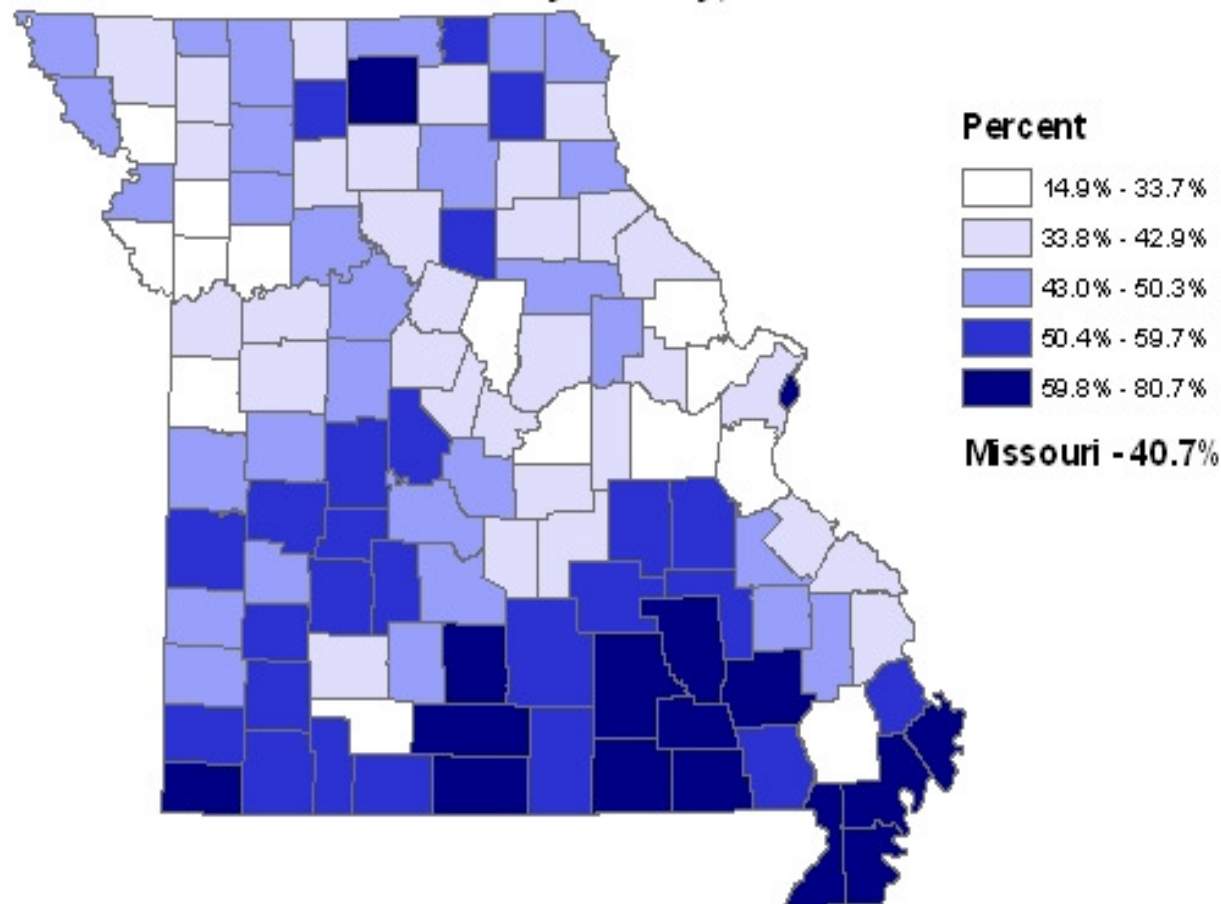 Percent
14.9% - 33.7%
33.8% - 42.9%
43.0% - 50.3%
50.4% - 59.7%
59.8% - 80.7%
Missouri - 40.7%